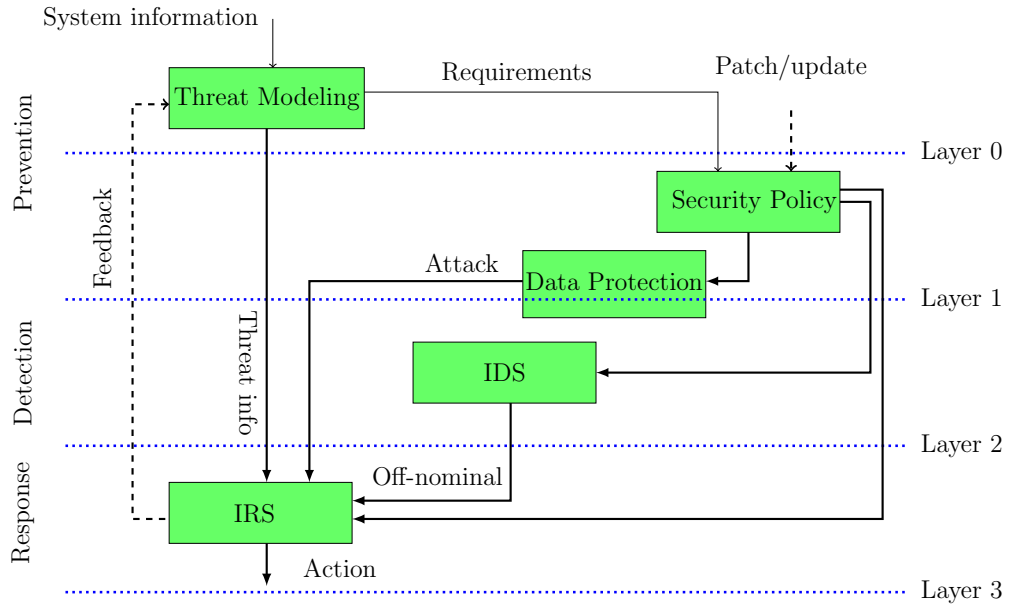 System information
Requirements
Patch/update
Threat Modeling
Prevention
Layer 0
Security Policy
Feedback
Attack
Data Protection
Layer 1
Threat info
Detection
IDS
Layer 2
Off-nominal
Response
IRS
Action
Layer 3